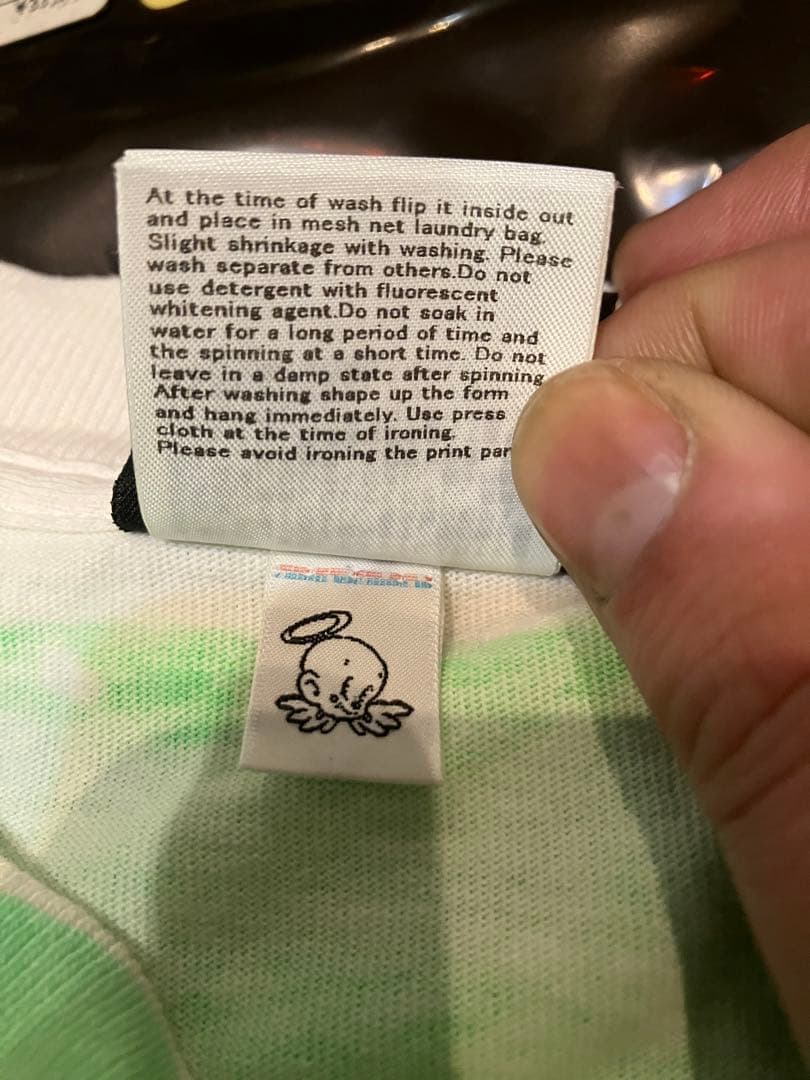 At the time of wash flip it inside out
and place in mesh net laundry bag.
Slight shrinkage with washing. Please
wash separate from others.Do not
use detergent with fluorescent
whitening agent.Do not soak in
water for a long period of time and
the spinning at a short time. Do not
leave in a damp state after spinning
After washing shape up the form
and hang immediately. Use press
cloth at the time of ironing.
Please avoid ironing the print par